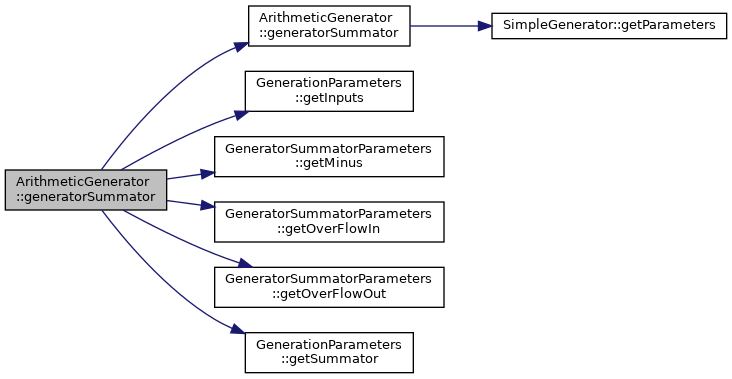 ArithmeticGenerator
::generatorSummator
ArithmeticGenerator
::generatorSummator
SimpleGenerator::getParameters
GenerationParameters
::getInputs
GeneratorSummatorParameters
::getMinus
GeneratorSummatorParameters
::getOverFlowIn
GeneratorSummatorParameters
::getOverFlowOut
GenerationParameters
::getSummator